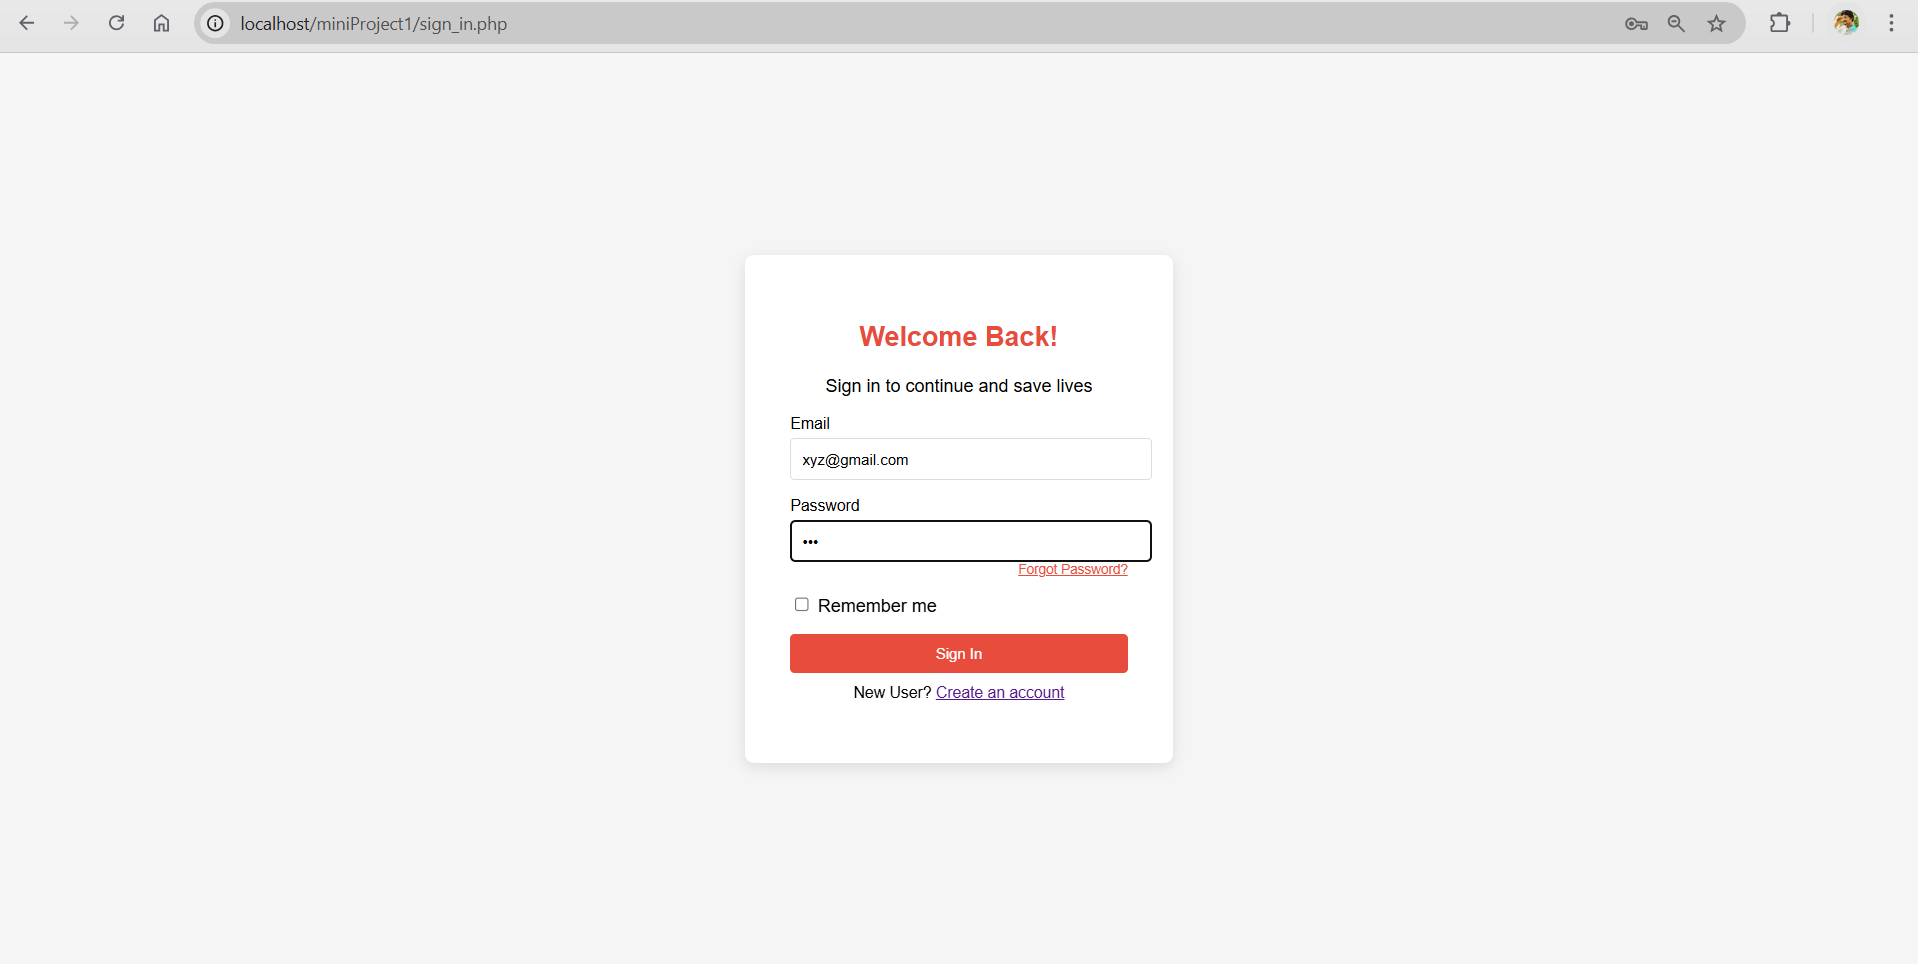 localhost/miniProject1/sign_in.php
Welcome Back!
Sign in to continue and save lives
Email
xyz@gmail.com
Password
•••
Forgot Password?
Remember me
Sign In
New User? Create an account